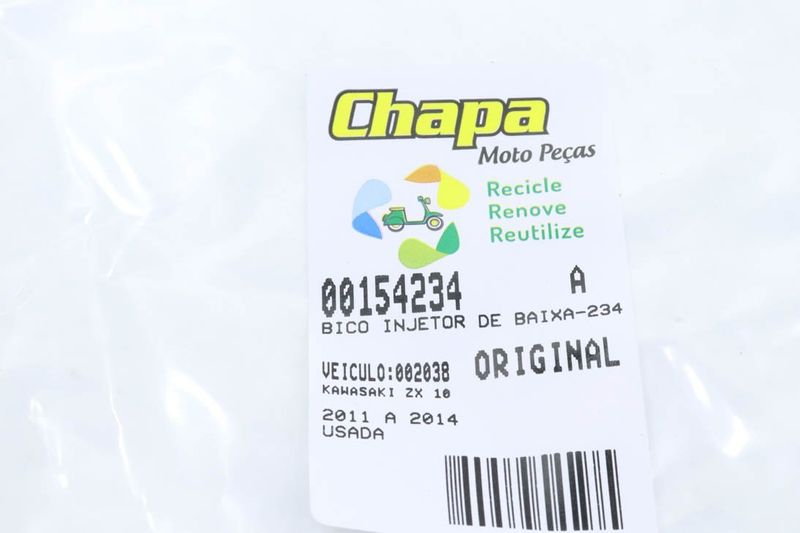 Chapa
Moto Peças
Recicle
Renove
Reutilize
00154234 A
BICO INJETOR DE BAIXA-234
VEICULO:002038 ORIGINAL
KAWASAKI ZX 10
2011 A 2014
USADA